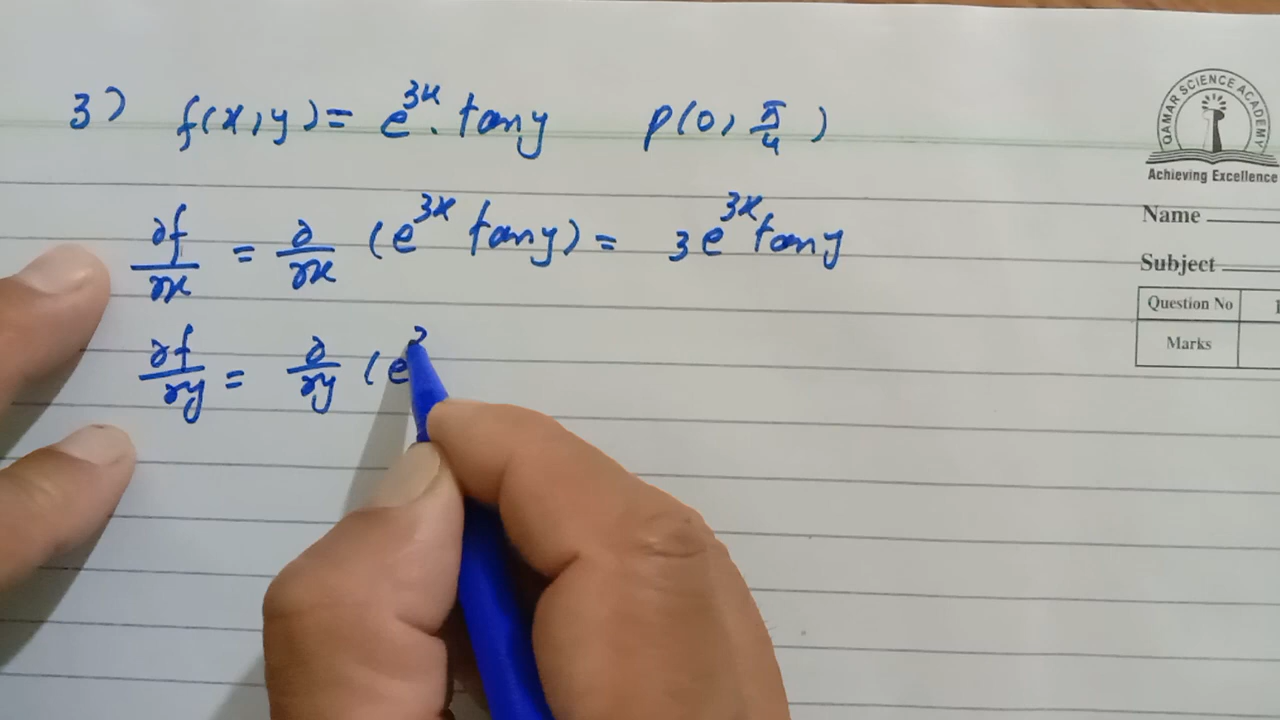 3) f(x,y) = e^{3x}. tany P(0, π/4)
∂f/∂x = ∂/∂x (e^{3x} tany) = 3e^{3x}tany
∂f/∂y = ∂/∂y (e
QAMAR SCIENCE ACADEMY
Achieving Excellence
Name
Subject
Question No
Marks